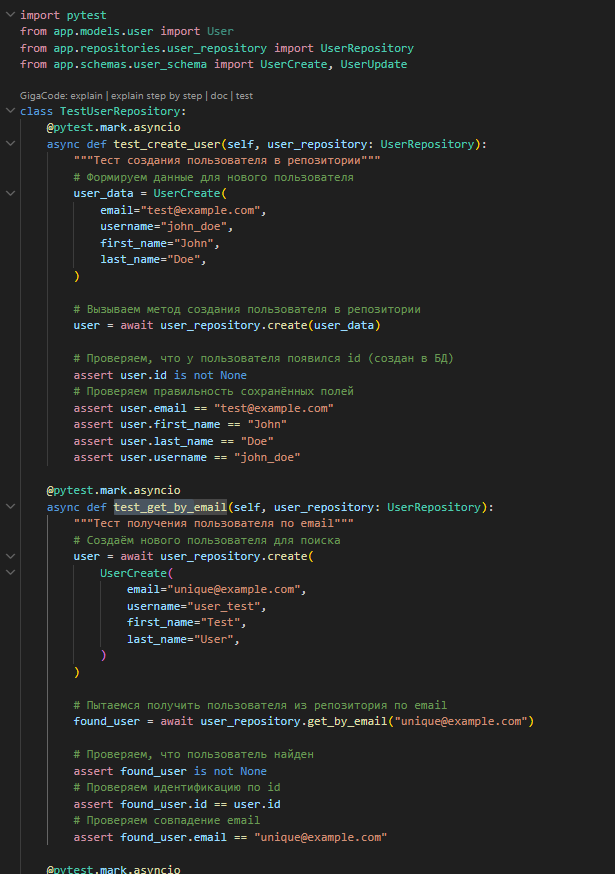 import pytest
from app.models.user import User
from app.repositories.user_repository import UserRepository
from app.schemas.user_schema import UserCreate, UserUpdate
GigaCode: explain | explain step by step | doc | test
class TestUserRepository:
@pytest.mark.asyncio
async def test_create_user(self, user_repository: UserRepository):
"""Тест создания пользователя в репозитории"""
# Формируем данные для нового пользователя
user_data = UserCreate(
email="test@example.com",
username="john_doe",
first_name="John",
last_name="Doe",
)
# Вызываем метод создания пользователя в репозитории
user = await user_repository.create(user_data)
# Проверяем, что у пользователя появился id (создан в БД)
assert user.id is not None
# Проверяем правильность сохранённых полей
assert user.email == "test@example.com"
assert user.first_name == "John"
assert user.last_name == "Doe"
assert user.username == "john_doe"
@pytest.mark.asyncio
async def test_get_by_email(self, user_repository: UserRepository):
"""Тест получения пользователя по email"""
# Создаём нового пользователя для поиска
user = await user_repository.create(
UserCreate(
email="unique@example.com",
username="user_test",
first_name="Test",
last_name="User",
)
)
# Пытаемся получить пользователя из репозитория по email
found_user = await user_repository.get_by_email("unique@example.com")
# Проверяем, что пользователь найден
assert found_user is not None
# Проверяем идентификацию по id
assert found_user.id == user.id
# Проверяем совпадение email
assert found_user.email == "unique@example.com"
@pytest.mark.asyncio